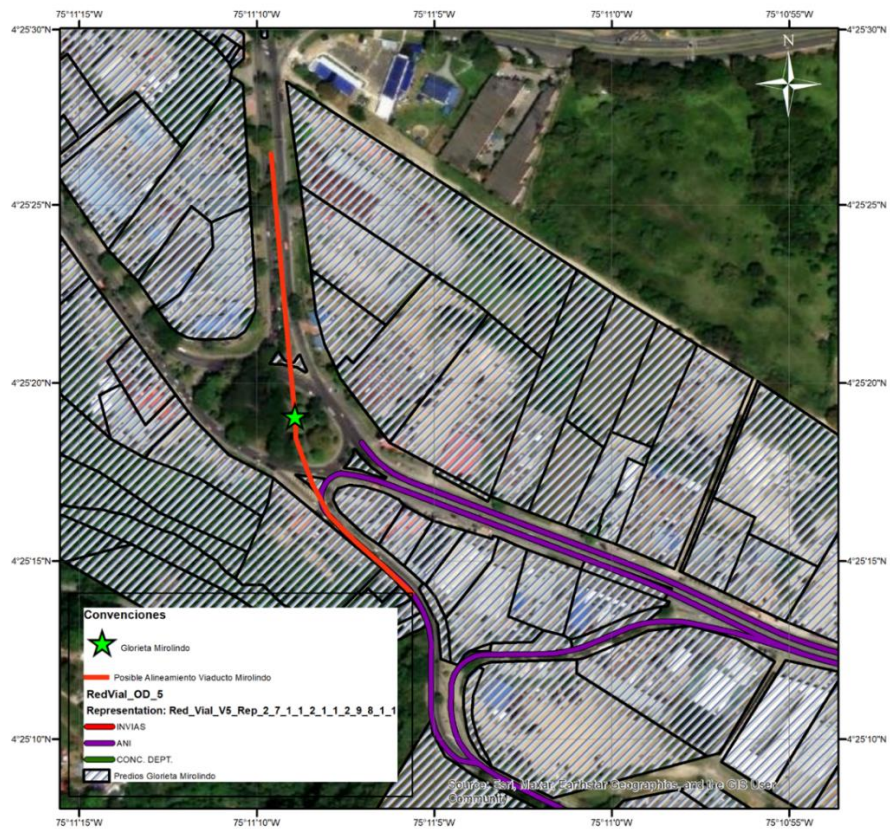 75°11'15"W 75°11'10"W 75°11'5"W 75°11'0"W 75°10'55"W
4°25'30"N 4°25'30"N
N
4°25'25"N 4°25'25"N
4°25'20"N 4°25'20"N
4°25'15"N 4°25'15"N
Convenciones
Glorieta Mirolindo
Posible Alineamiento Viaducto Mirolindo
RedVial_OD_5
Representation: Red_Vial_V5_Rep_2_7_1_1_2_1_1_2_9_8_1_1
INVIAS
ANI
CONC. DEPT.
Predios Glorieta Mirolindo
4°25'10"N 4°25'10"N
Source: Esri, Maxar, Earthstar Geographics, and the GIS User
Community
75°11'15"W 75°11'10"W 75°11'5"W 75°11'0"W 75°10'55"W